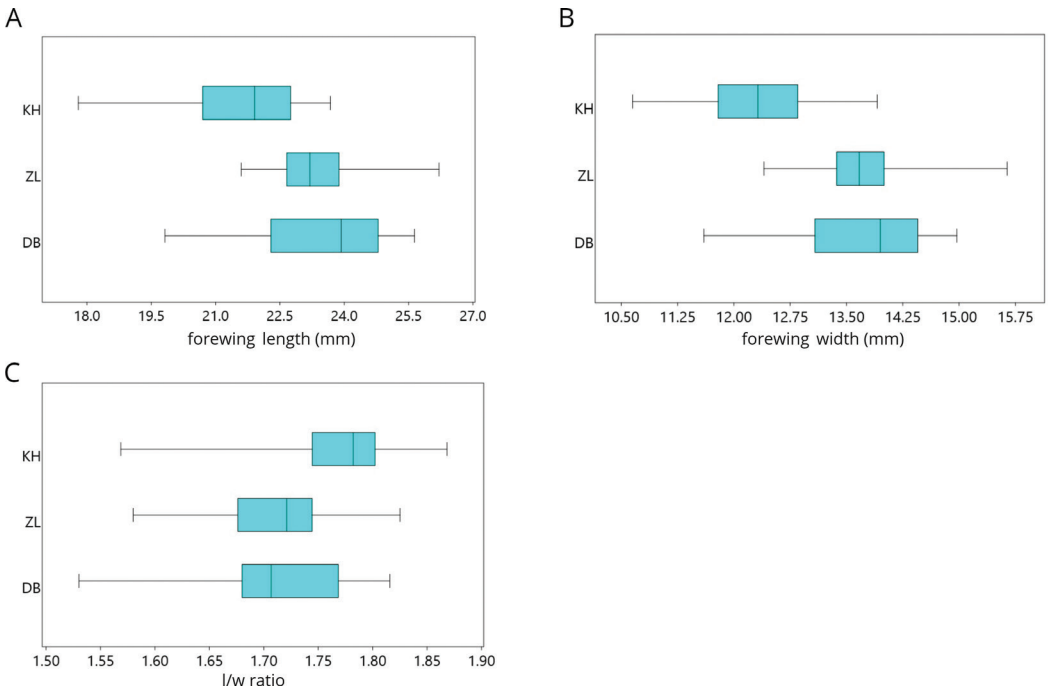 A
KH
ZL
DB
18.0 19.5 21.0 22.5 24.0 25.5 27.0
forewing length (mm)
B
KH
ZL
DB
10.50 11.25 12.00 12.75 13.50 14.25 15.00 15.75
forewing width (mm)
C
KH
ZL
DB
1.50 1.55 1.60 1.65 1.70 1.75 1.80 1.85 1.90
l/w ratio